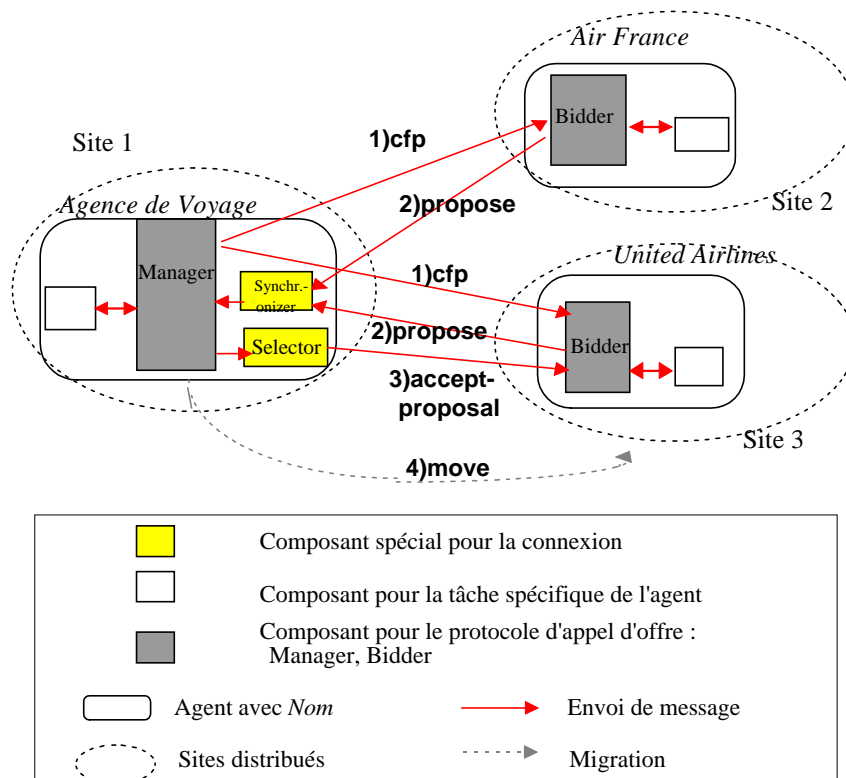 Air France
Bidder
Site 1
1)cfp
Site 2
2)propose
Agence de Voyage
United Airlines
Manager
1)cfp
Synchr.-
onizer
2)propose
Bidder
Selector
3)accept-
proposal
Site 3
4)move
Composant spécial pour la connexion
Composant pour la tâche spécifique de l'agent
Composant pour le protocole d'appel d'offre :
Manager, Bidder
Agent avec Nom
Envoi de message
Sites distribués
Migration